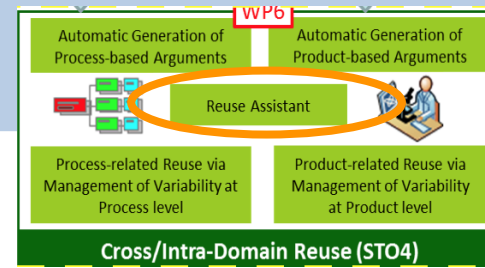 WP6
Automatic Generation of
Process-based Arguments
Automatic Generation of
Product-based Arguments
Reuse Assistant
Process-related Reuse via
Management of Variability at
Process level
Product-related Reuse via
Management of Variability
at Product level
Cross/Intra-Domain Reuse (STO4)